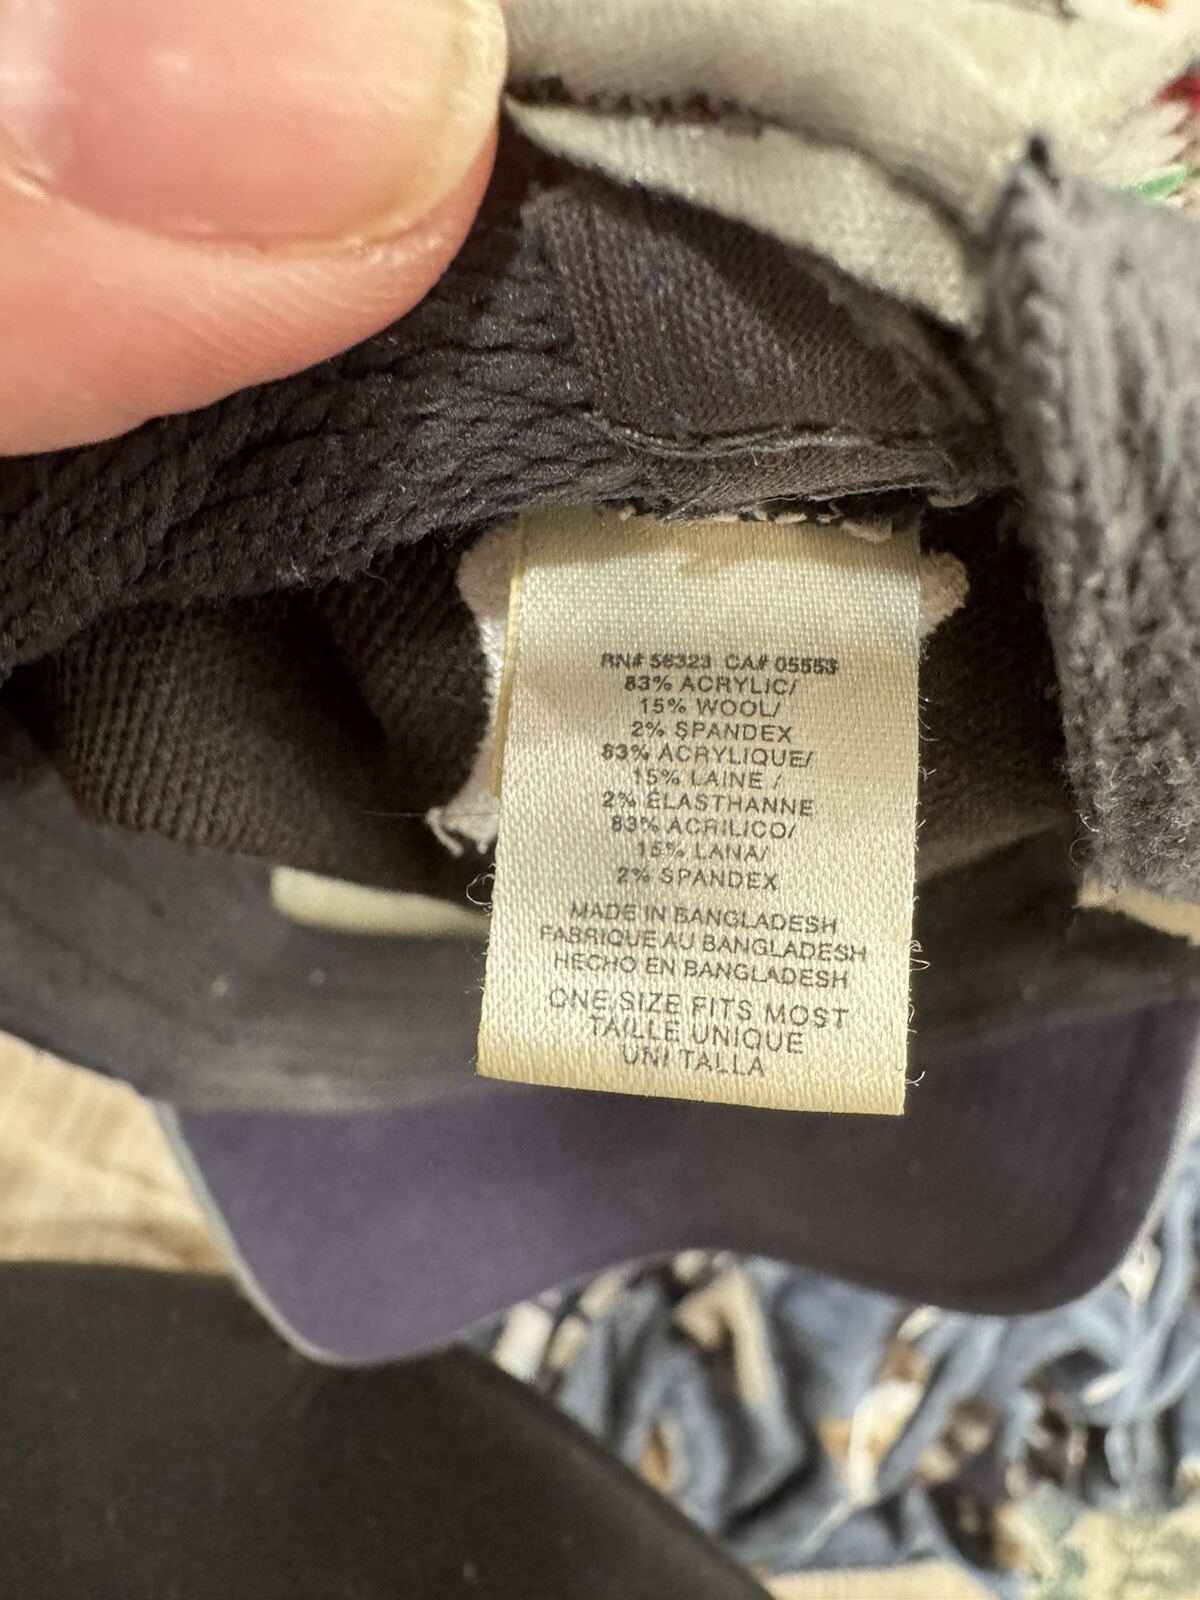 RN# 56323 CA# 05553
83% ACRYLIC/
15% WOOL/
2% SPANDEX
83% ACRYLIQUE/
15% LAINE /
2% ÉLASTHANNE
83% ACRILICO/
15% LANA/
2% SPANDEX
MADE IN BANGLADESH
FABRIQUE AU BANGLADESH
HECHO EN BANGLADESH
ONE SIZE FITS MOST
TAILLE UNIQUE
UNI TALLA